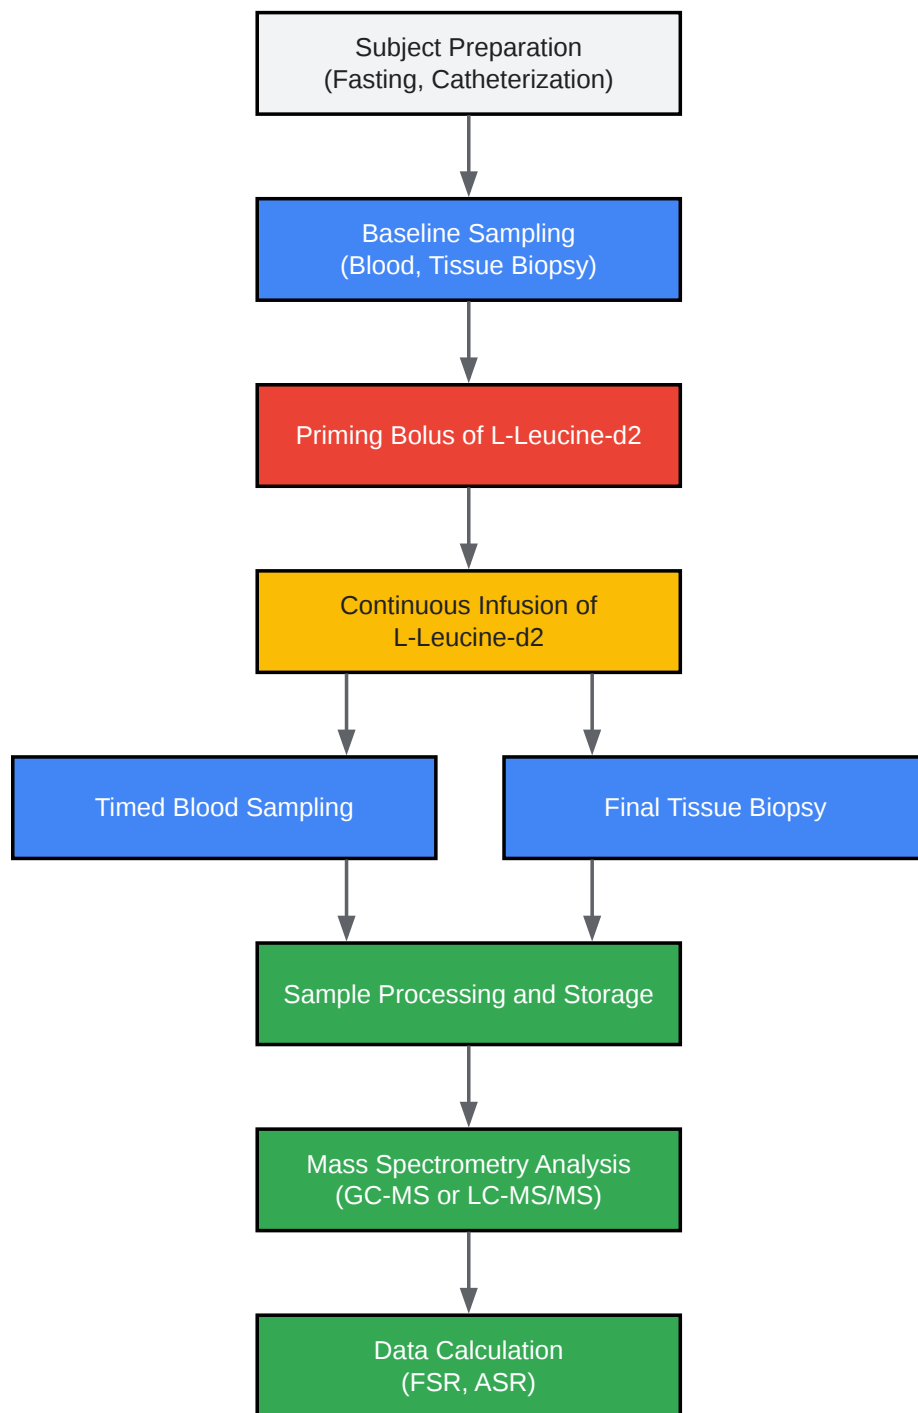 Subject Preparation
(Fasting, Catheterization)
Baseline Sampling
(Blood, Tissue Biopsy)
Priming Bolus of L-Leucine-d2
Continuous Infusion of
L-Leucine-d2
Timed Blood Sampling
Final Tissue Biopsy
Sample Processing and Storage
Mass Spectrometry Analysis
(GC-MS or LC-MS/MS)
Data Calculation
(FSR, ASR)